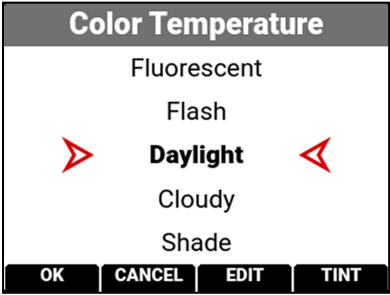 Color Temperature
Fluorescent
Flash
Daylight
Cloudy
Shade
OK CANCEL EDIT TINT